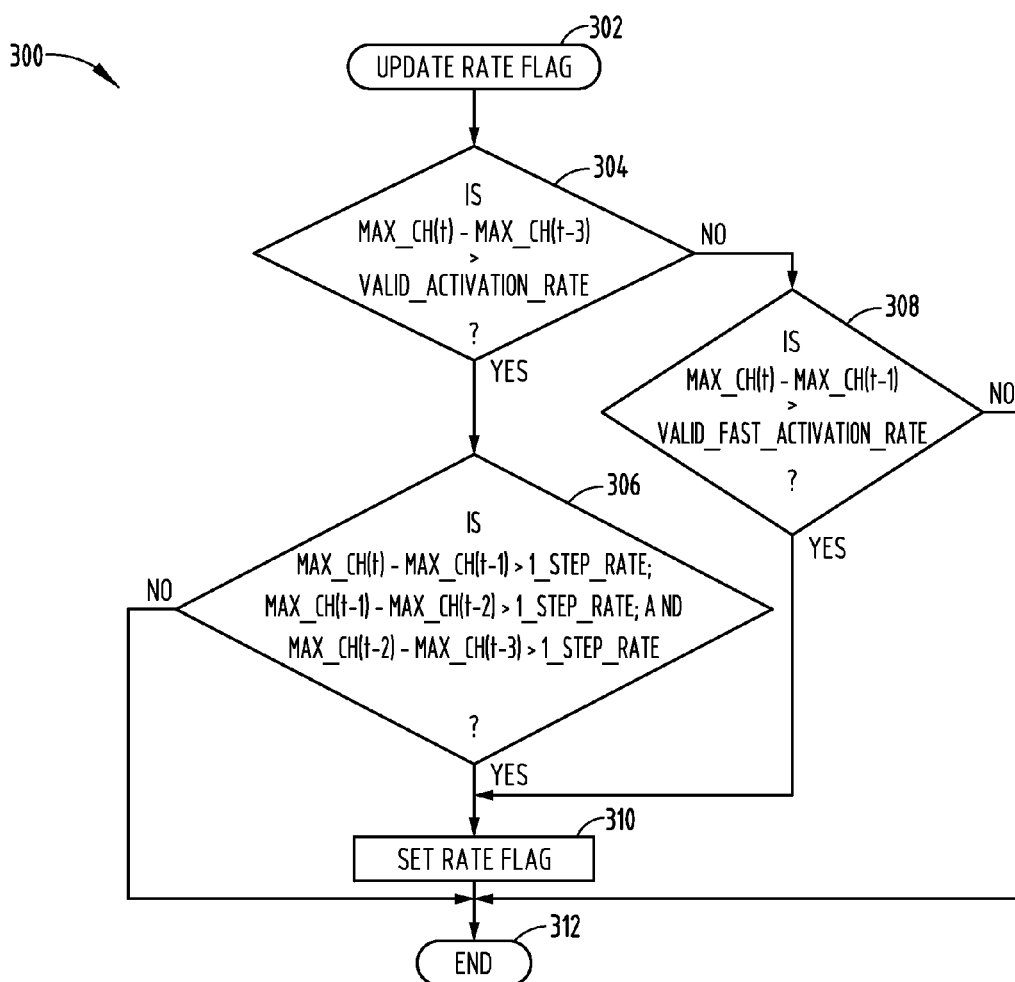 300
302
UPDATE RATE FLAG
304
IS
MAX_CH(t) - MAX_CH(t-3)
>
VALID_ACTIVATION_RATE
?
NO
YES
308
IS
MAX_CH(t) - MAX_CH(t-1)
>
VALID_FAST_ACTIVATION_RATE
?
NO
YES
306
IS
MAX_CH(t) - MAX_CH(t-1) > 1_STEP_RATE;
MAX_CH(t-1) - MAX_CH(t-2) > 1_STEP_RATE; A ND
MAX_CH(t-2) - MAX_CH(t-3) > 1_STEP_RATE
?
NO
YES
310
SET RATE FLAG
312
END